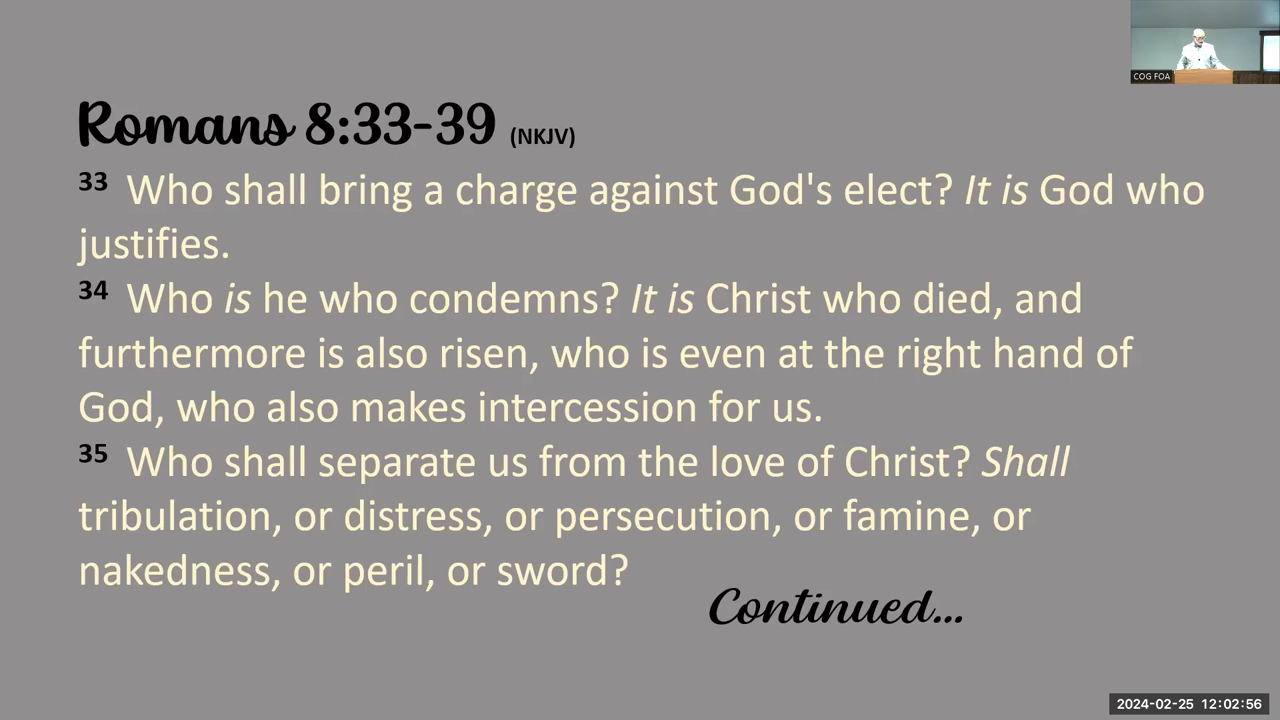 COG FOA
Romans 8:33-39 (NKJV)
33 Who shall bring a charge against God's elect? It is God who
justifies.
34 Who is he who condemns? It is Christ who died, and
furthermore is also risen, who is even at the right hand of
God, who also makes intercession for us.
35 Who shall separate us from the love of Christ? Shall
tribulation, or distress, or persecution, or famine, or
nakedness, or peril, or sword?
Continued...
2024-02-25 12:02:56